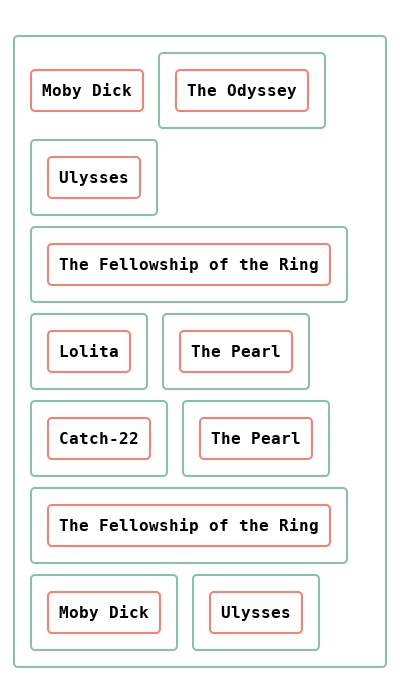 Moby Dick The Odyssey
Ulysses
The Fellowship of the Ring
Lolita The Pearl
Catch-22 The Pearl
The Fellowship of the Ring
Moby Dick Ulysses